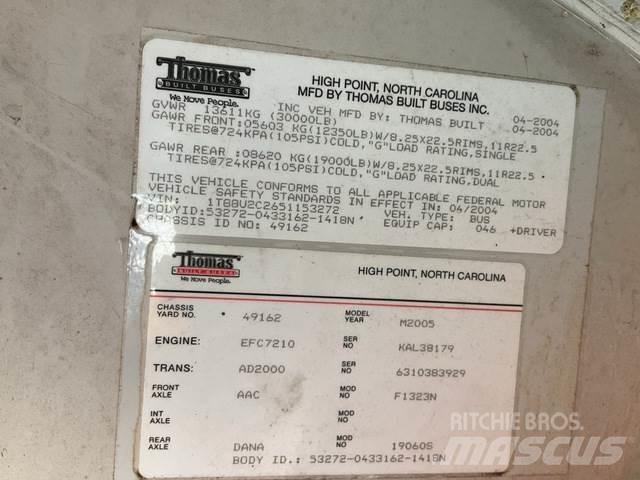 Thomas
BUILT BUSES
We Move People.
HIGH POINT, NORTH CAROLINA
MFD BY THOMAS BUILT BUSES INC.
INC VEH MFD BY: THOMAS BUILT 04-2004
04-2004
GVWR 13611KG (30000LB)
GAWR FRONT:05603 KG(12350LB)W/8.25X22.5RIMS,11R22.5
TIRES@724KPA(105PSI)COLD,"G"LOAD RATING,SINGLE
GAWR REAR :08620 KG(19000LB)W/8.25X22.5RIMS,11R22.5
TIRES@724KPA(105PSI)COLD,"G"LOAD RATING,DUAL
THIS VEHICLE CONFORMS TO ALL APPLICABLE FEDERAL MOTOR
VEHICLE SAFETY STANDARDS IN EFFECT IN: 04/2004
VIN: 1T88U2C2651153272 VEH. TYPE: BUS
BODYID:53272-0433162-1418N EQUIP CAP: 046 +DRIVER
CHASSIS ID NO: 49162
Thomas
BUILT BUSES
We Move People.
HIGH POINT, NORTH CAROLINA
CHASSIS YARD NO. 49162 MODEL YEAR M2005
ENGINE: EFC7210 SER NO KAL38179
TRANS: AD2000 SER NO 6310383929
FRONT AXLE AAC MOD NO F1323N
INT AXLE MOD NO
REAR AXLE DANA MOD NO 19060S
BODY ID.: 53272-0433162-1418N
RITCHIE BROS.
MASCUS